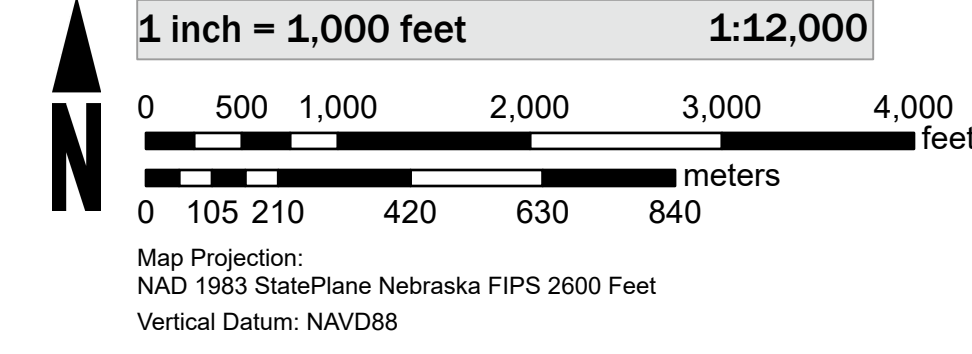 1 inch = 1,000 feet 1:12,000
0 500 1,000 2,000 3,000 4,000
feet
meters
0 105 210 420 630 840
N
Map Projection:
NAD 1983 StatePlane Nebraska FIPS 2600 Feet
Vertical Datum: NAVD88